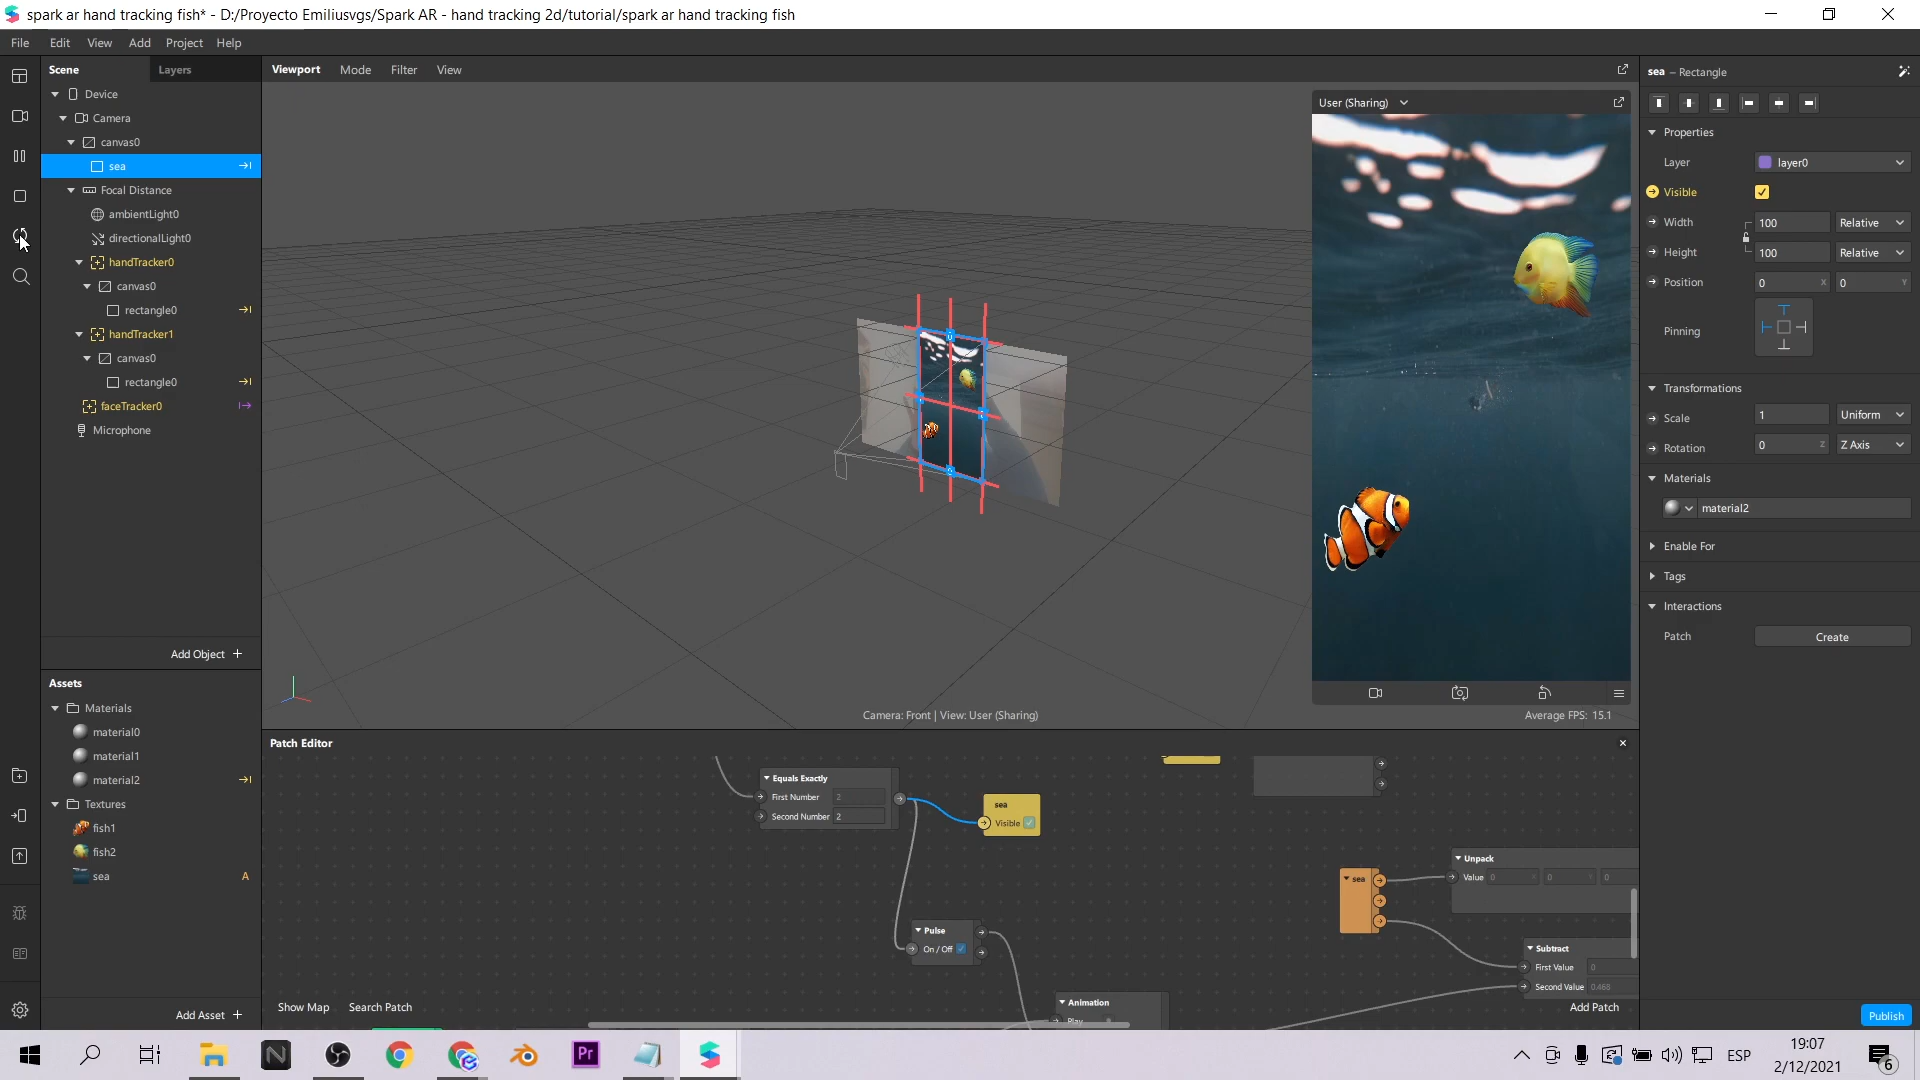 spark ar hand tracking fish* - D:/Proyecto Emiliusvgs/Spark AR - hand tracking 2d/tutorial/spark ar hand tracking fish
File Edit View Add Project Help
Scene Layers
Device
Camera
canvas0
sea
Focal Distance
ambientLight0
directionalLight0
handTracker0
canvas0
rectangle0
handTracker1
canvas0
rectangle0
faceTracker0
Microphone
Add Object +
Assets
Materials
material0
material1
material2
Textures
fish1
fish2
sea A
Add Asset +
Viewport Mode Filter View
User (Sharing)
Camera: Front | View: User (Sharing)
Average FPS: 15.1
Patch Editor
Equals Exactly
First Number 2
Second Number 2
sea
Visible
Pulse
On / Off
Animation
Play
sea
Unpack
Value 0 0 0
Subtract
First Value 0
Second Value 0.468
Show Map Search Patch
Add Patch
sea – Rectangle
Properties
Layer layer0
Visible
Width 100 Relative
Height 100 Relative
Position 0 X 0 Y
Pinning
Transformations
Scale 1 Uniform
Rotation 0 Z Z Axis
Materials
material2
Enable For
Tags
Interactions
Patch Create
Publish
Pr
ESP
19:07
2/12/2021
6